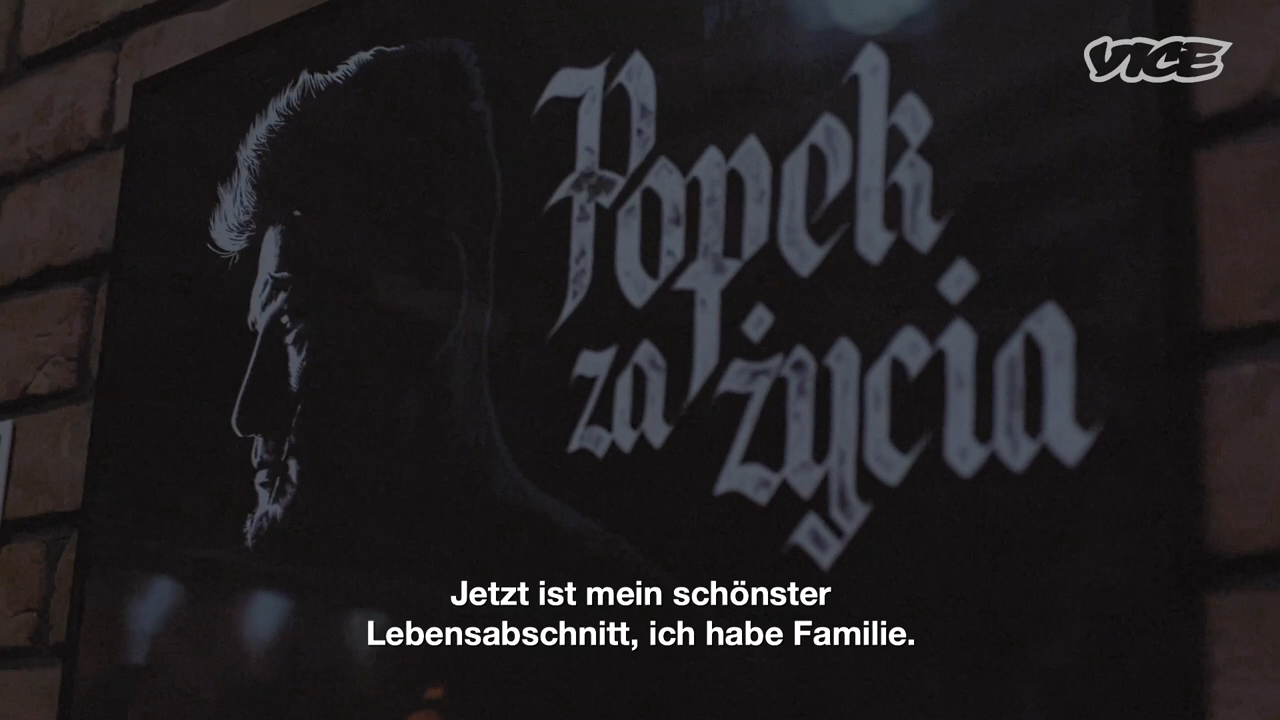 VICE
Popek
za życia
Jetzt ist mein schönster
Lebensabschnitt, ich habe Familie.